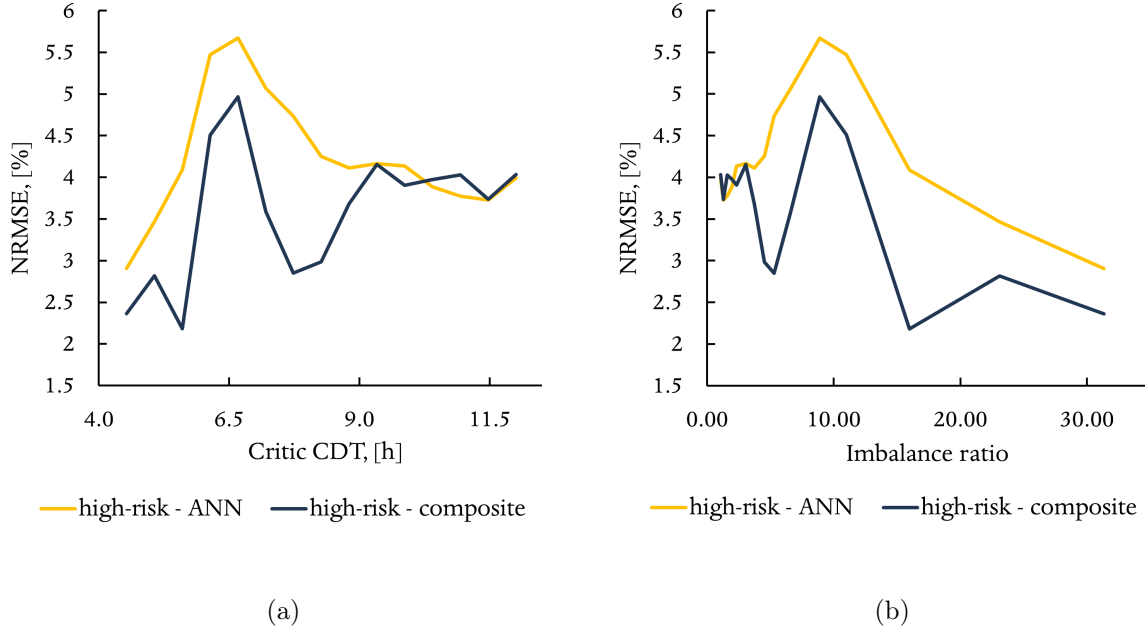 6
5.5
5
4.5
4
3.5
3
2.5
2
1.5
NRMSE, [%]
4.0 6.5 9.0 11.5
Critic CDT, [h]
high-risk - ANN high-risk - composite
(a)
6
5.5
5
4.5
4
3.5
3
2.5
2
1.5
NRMSE, [%]
0.00 10.00 20.00 30.00
Imbalance ratio
high-risk - ANN high-risk - composite
(b)